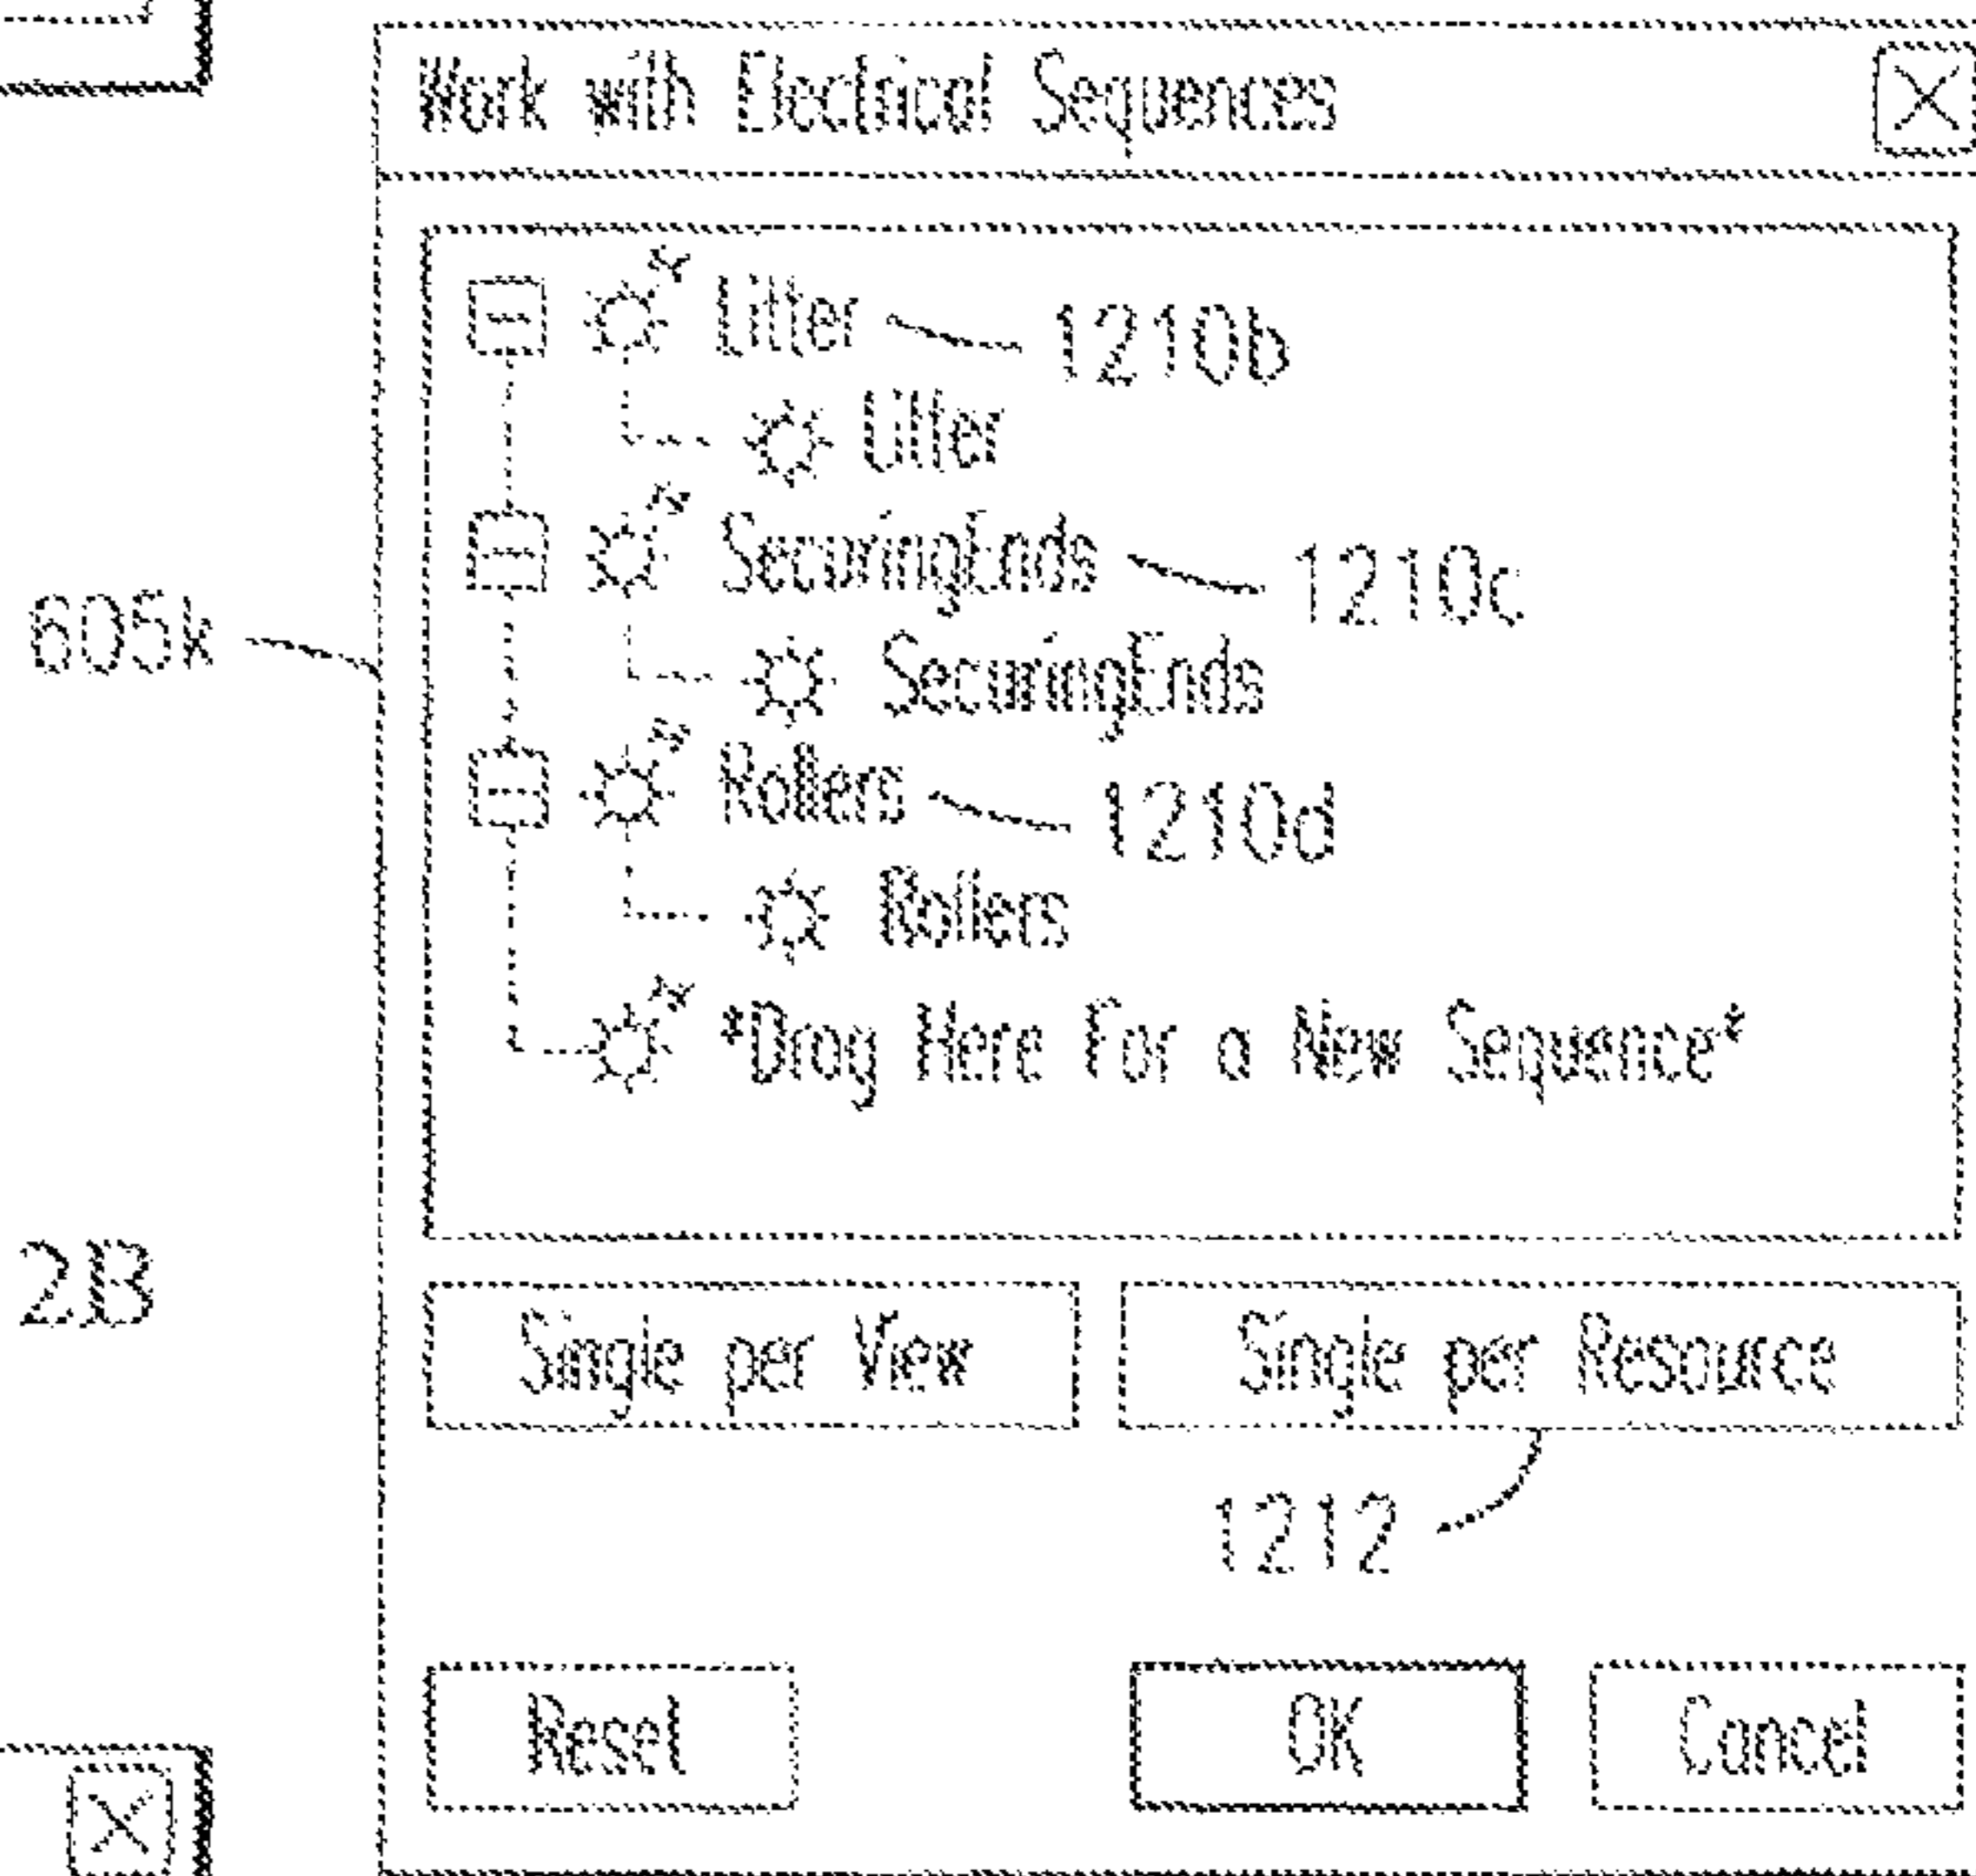 Work with Electrical Sequences
Lifter 1210b
Lifter
SecuringEnds 1210c
605k
SecuringEnds
Rollers 1210d
Rollers
*Drag Here For a New Sequence*
2B
Single per View Single per Resource
1212
Reset OK Cancel